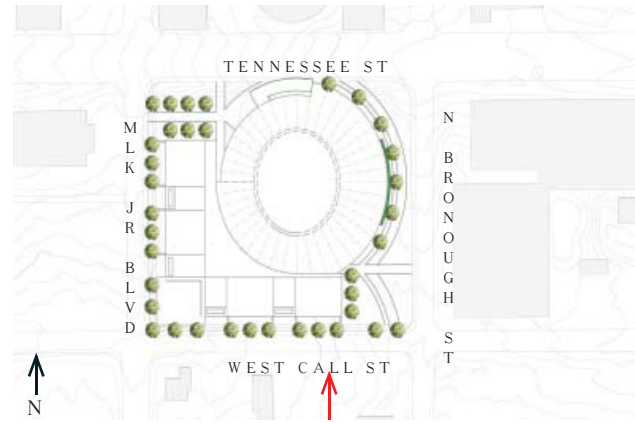 TENNESSEE ST
MLK JR BLVD
N BRONOUGH ST
WEST CALL ST
N